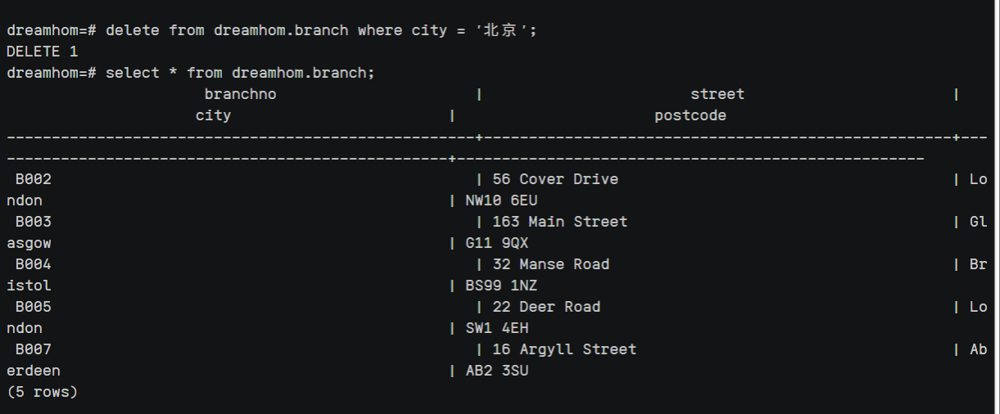 dreamhom=# delete from dreamhom.branch where city = '北京';
DELETE 1
dreamhom=# select * from dreamhom.branch;
                      branchno                      |                       street                       |
                     city                         |                      postcode
----------------------------------------------------+----------------------------------------------------+---
-------------------------------------------------+----------------------------------------------------
 B002                                               | 56 Cover Drive                                     | Lo
ndon                                             | NW10 6EU
 B003                                               | 163 Main Street                                    | Gl
asgow                                            | G11 9QX
 B004                                               | 32 Manse Road                                      | Br
istol                                            | BS99 1NZ
 B005                                               | 22 Deer Road                                       | Lo
ndon                                             | SW1 4EH
 B007                                               | 16 Argyll Street                                   | Ab
erdeen                                           | AB2 3SU
(5 rows)